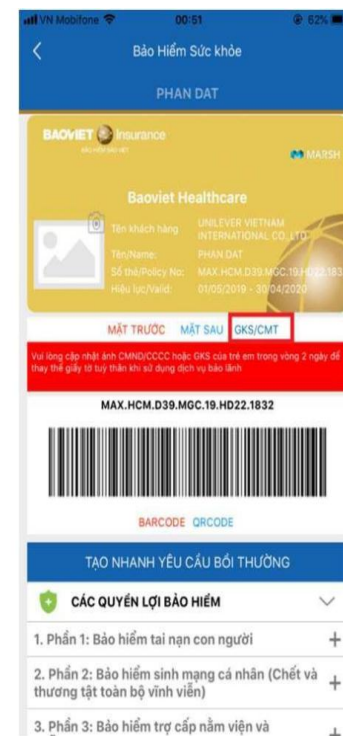 VN Mobifone 00:51 62%
Bảo Hiểm Sức khỏe
PHAN DAT
BAOVIET Insurance
BẢO HIỂM BẢO VIỆT
MARSH
Baoviet Healthcare
Tên khách hàng UNILEVER VIETNAM
INTERNATIONAL CO.,LTD
Tên/Name: PHAN DAT
Số thẻ/Policy No: MAX.HCM.D39.MGC.19.HD22.183
Hiệu lực/Valid: 01/05/2019 - 30/04/2020
MẶT TRƯỚC MẶT SAU GKS/CMT
Vui lòng cập nhật ảnh CMND/CCCC hoặc GKS của trẻ em trong vòng 2 ngày để
thay thế giấy tờ tuỳ thân khi sử dụng dịch vụ bảo lãnh
MAX.HCM.D39.MGC.19.HD22.1832
BARCODE QRCODE
TẠO NHANH YÊU CẦU BỒI THƯỜNG
CÁC QUYỀN LỢI BẢO HIỂM
1. Phần 1: Bảo hiểm tai nạn con người +
2. Phần 2: Bảo hiểm sinh mạng cá nhân (Chết và +
thương tật toàn bộ vĩnh viễn)
3. Phần 3: Bảo hiểm trợ cấp nằm viện và